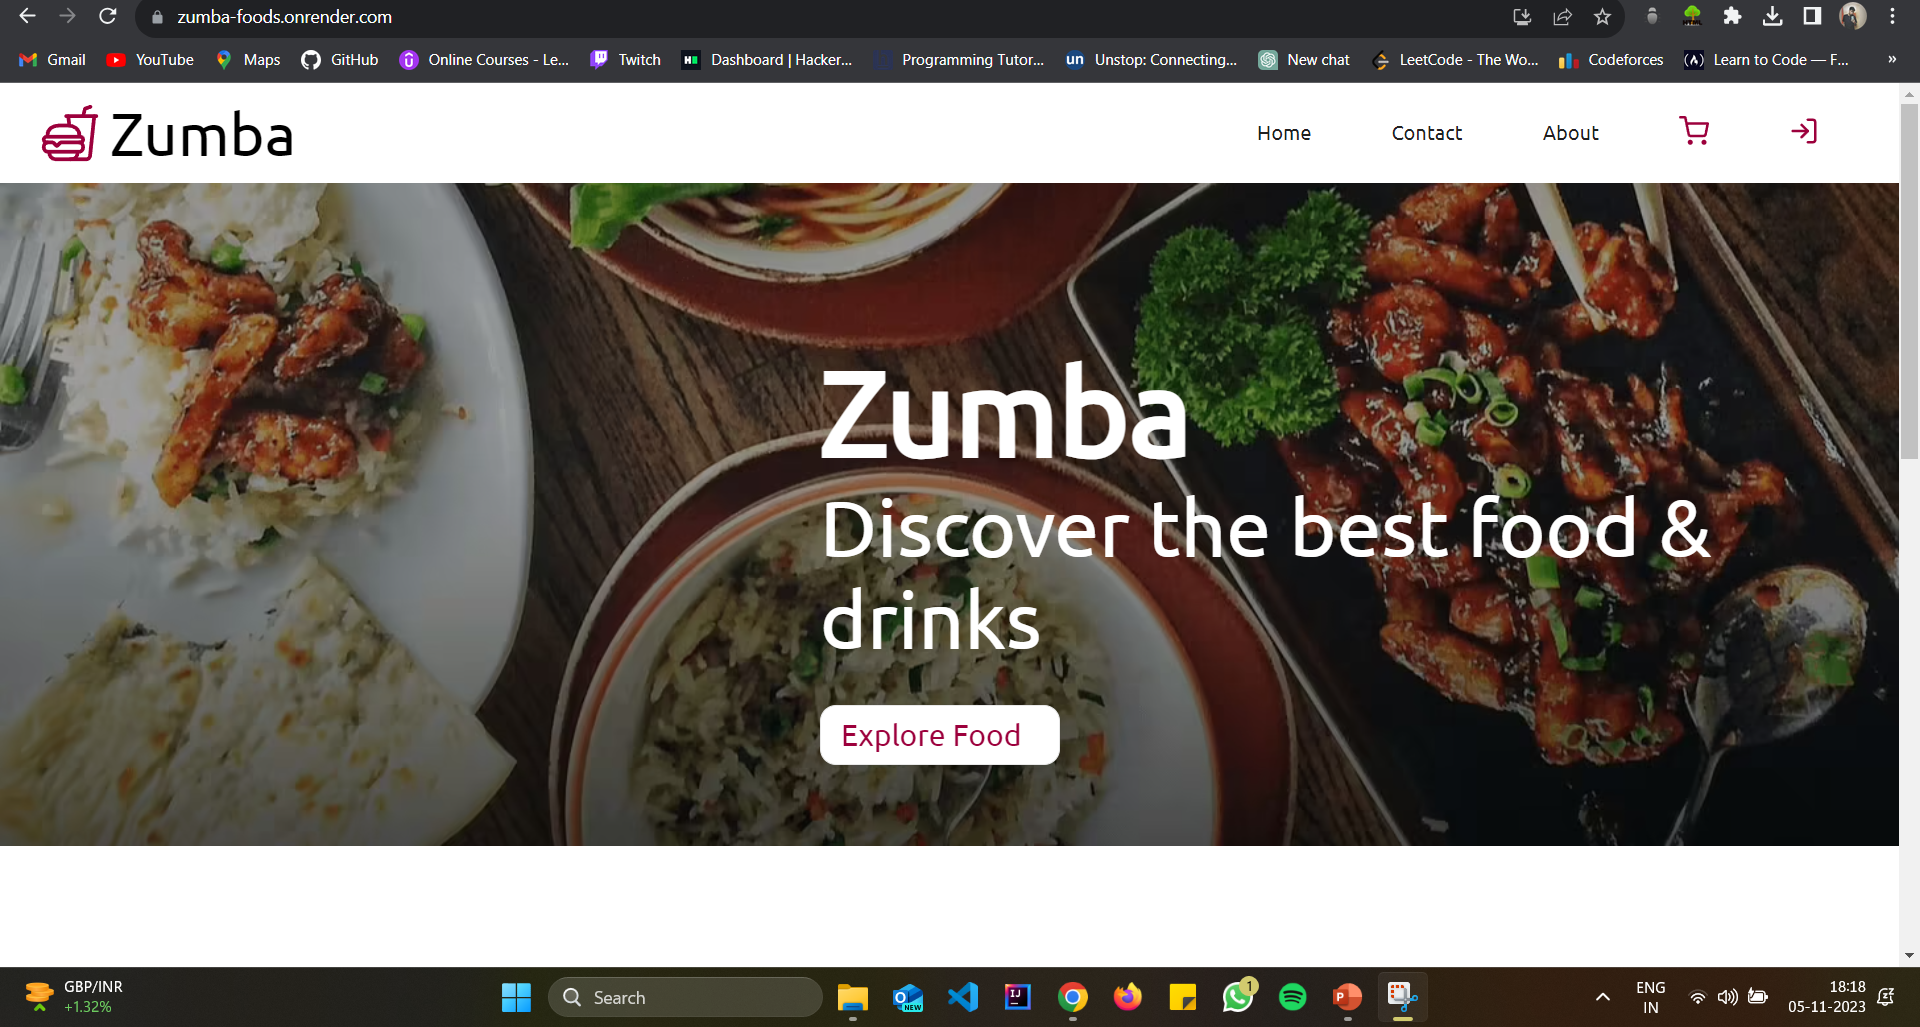 zumba-foods.onrender.com
Gmail
YouTube
Maps
GitHub
Online Courses - Le...
Twitch
Dashboard | Hacker...
Programming Tutor...
Unstop: Connecting...
New chat
LeetCode - The Wo...
Codeforces
Learn to Code — F...
»
Zumba
Home
Contact
About
Zumba
Discover the best food &
drinks
Explore Food
GBP/INR
+1.32%
Search
NEW
1
ENG
IN
18:18
05-11-2023